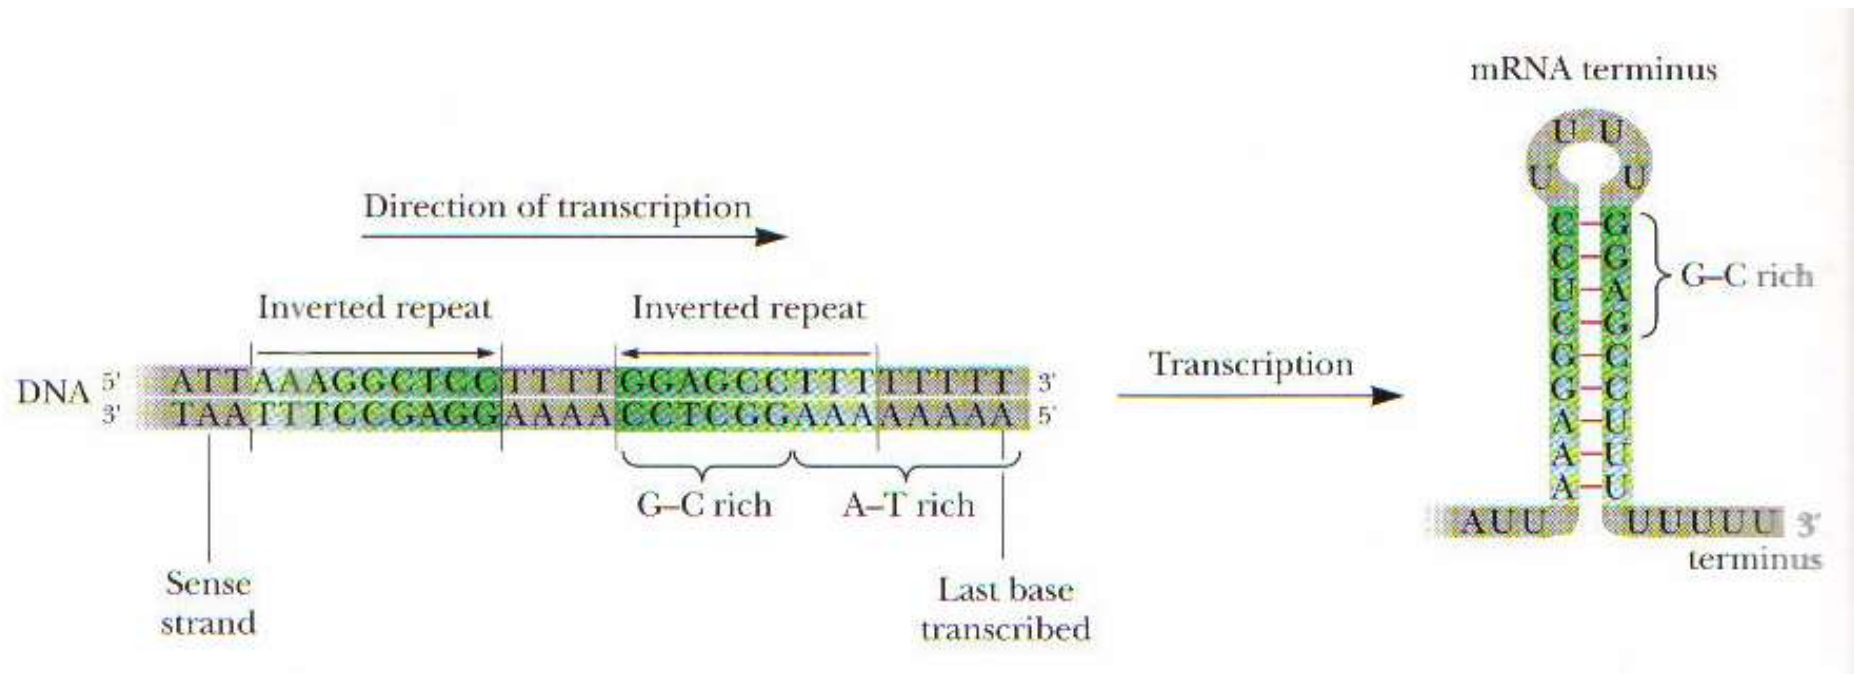 mRNA terminus
U U
U U
Direction of transcription
C–G
C–G
U–A
C–G
G–C
G–C
A–U
A–U
A–U
G–C rich
Inverted repeat
Inverted repeat
DNA
5' ATTAAAGGCTCCTTTTGGAGCCTTTTTTTT 3'
3' TAATTTCCGAGGAAAACCTCGGAAAAAAAA 5'
Transcription
G–C rich
A–T rich
AUU UUUUU 3'
terminus
Sense
strand
Last base
transcribed